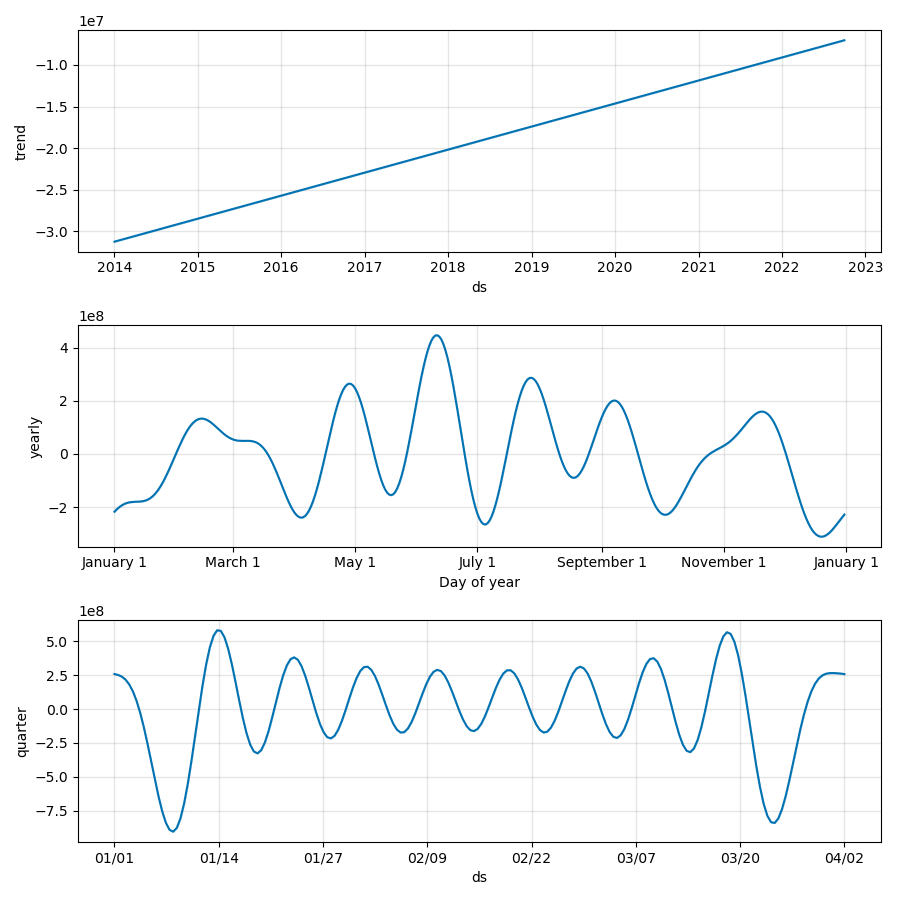 1e7
−1.0
−1.5
−2.0
−2.5
−3.0
trend
2014 2015 2016 2017 2018 2019 2020 2021 2022 2023
ds
1e8
4
2
0
−2
yearly
January 1 March 1 May 1 July 1 September 1 November 1 January 1
Day of year
1e8
5.0
2.5
0.0
−2.5
−5.0
−7.5
quarter
01/01 01/14 01/27 02/09 02/22 03/07 03/20 04/02
ds